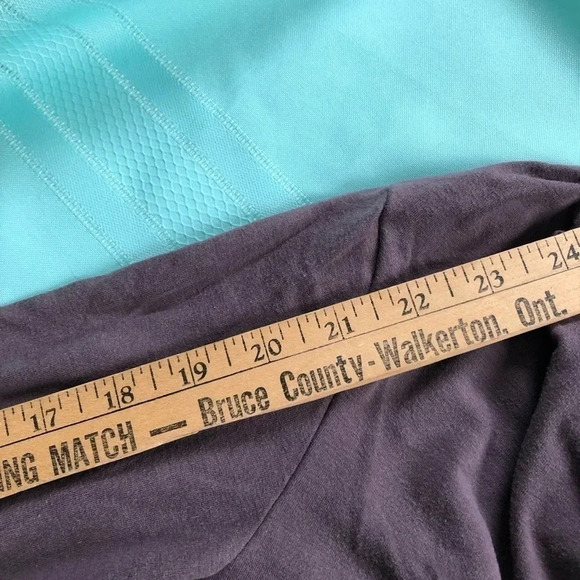 17 18 19 20 21 22 23 24
NG MATCH — Bruce County-Walkerton, Ont.